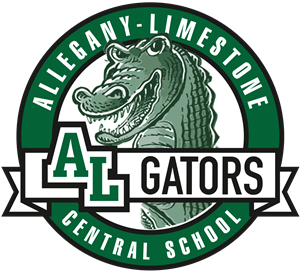 ALLEGANY-LIMESTONE
AL GATORS
CENTRAL SCHOOL